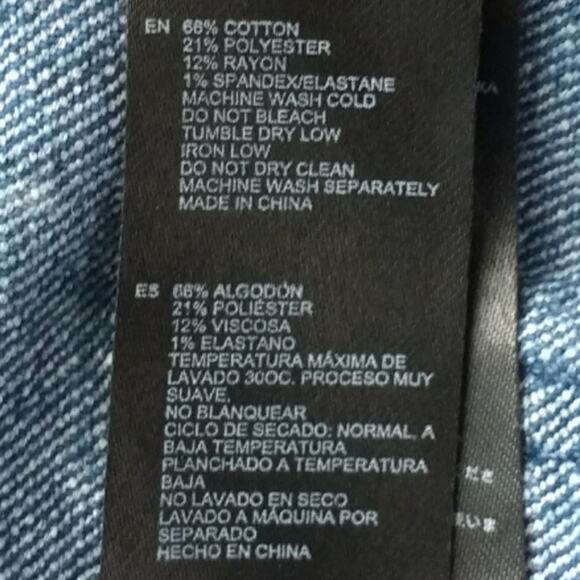 EN 66% COTTON
21% POLYESTER
12% RAYON
1% SPANDEX/ELASTANE
MACHINE WASH COLD
DO NOT BLEACH
TUMBLE DRY LOW
IRON LOW
DO NOT DRY CLEAN
MACHINE WASH SEPARATELY
MADE IN CHINA
ES 66% ALGODÓN
21% POLIÉSTER
12% VISCOSA
1% ELASTANO
TEMPERATURA MÁXIMA DE
LAVADO 30OC. PROCESO MUY
SUAVE.
NO BLANQUEAR
CICLO DE SECADO: NORMAL. A
BAJA TEMPERATURA
PLANCHADO A TEMPERATURA
BAJA
NO LAVADO EN SECO
LAVADO A MÁQUINA POR
SEPARADO
HECHO EN CHINA